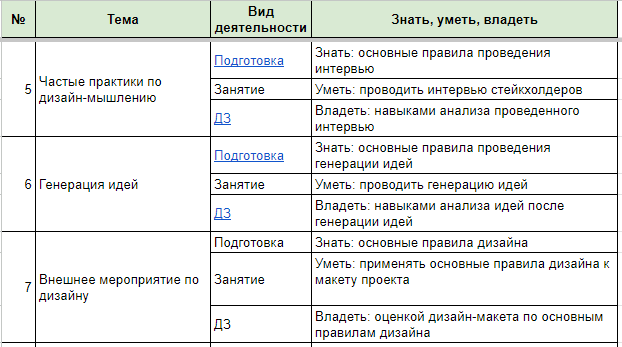 № Тема Вид деятельности Знать, уметь, владеть
5 Частые практики по дизайн-мышлению
Подготовка Знать: основные правила проведения
интервью
Занятие Уметь: проводить интервью стейкхолдеров
ДЗ Владеть: навыками анализа проведенного
интервью
6 Генерация идей
Подготовка Знать: основные правила проведения
генерации идей
Занятие Уметь: проводить генерацию идей
ДЗ Владеть: навыками анализа идей после
генерации идей
7 Внешнее мероприятие по дизайну
Подготовка Знать: основные правила дизайна
Занятие Уметь: применять основные правила дизайна к
макету проекта
ДЗ Владеть: оценкой дизайн-макета по основным
правилам дизайна